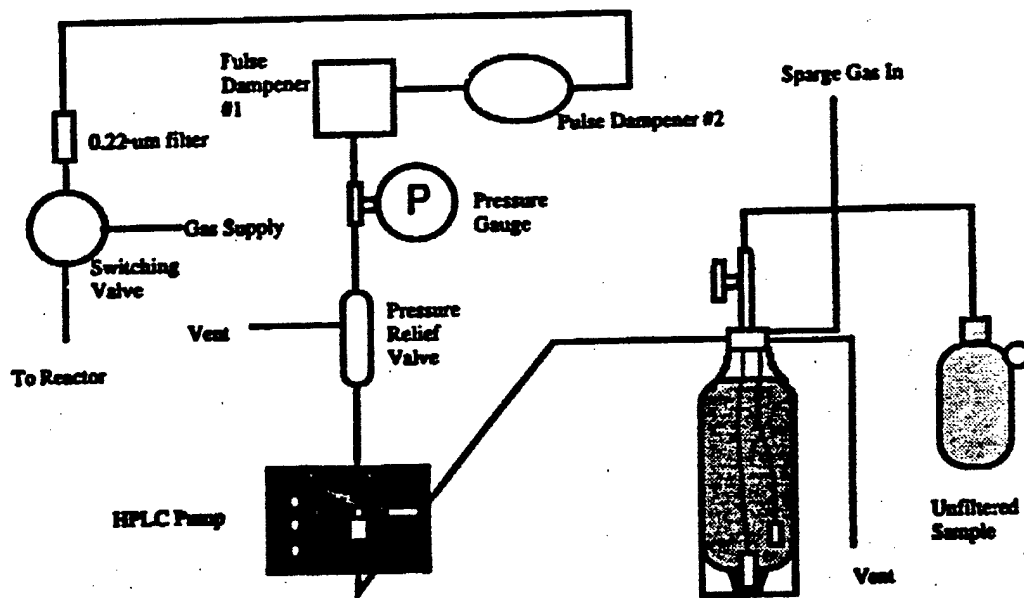 Pulse
Dampener
#1
Sparge Gas In
Pulse Dampener #2
0.22-um filter
P
Pressure
Gauge
Gas Supply
Switching
Valve
Vent
Pressure
Relief
Valve
To Reactor
HPLC Pump
Unfiltered
Sample
Vent